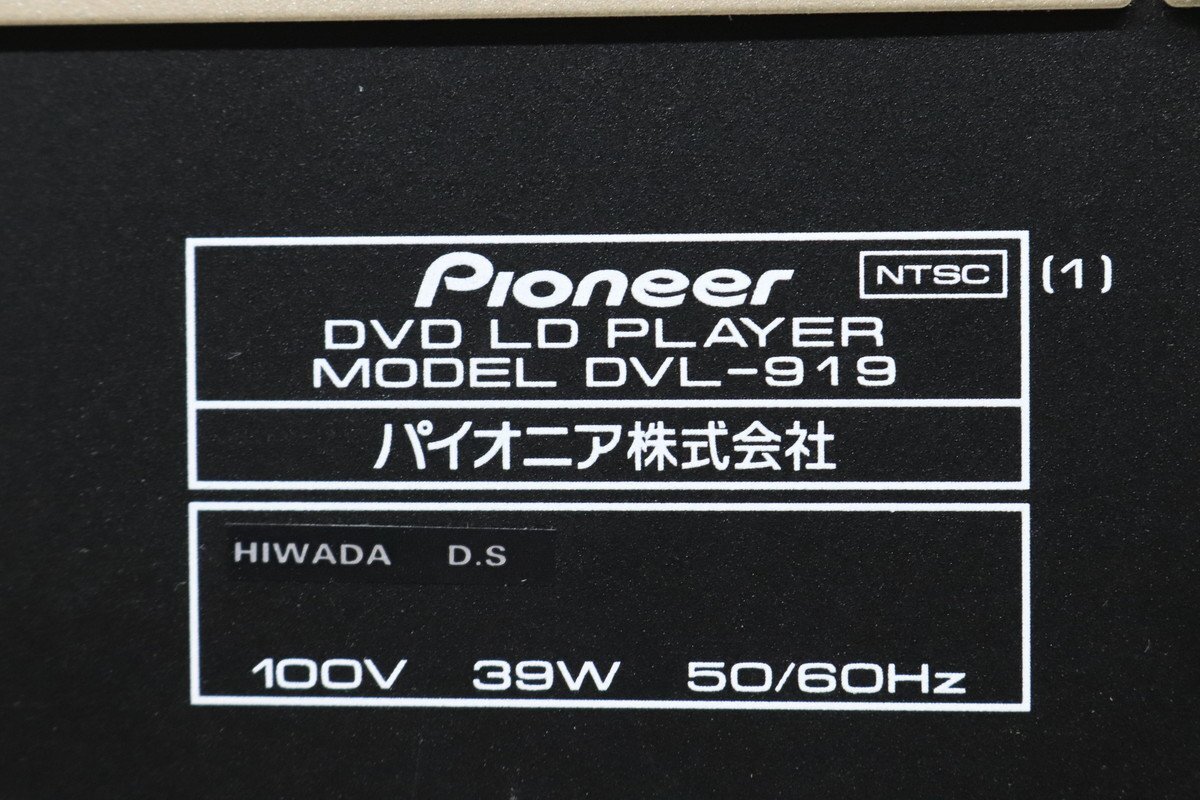 Pioneer NTSC (1)
DVD LD PLAYER
MODEL DVL-919
パイオニア株式会社
HIWADA D.S
100V 39W 50/60Hz